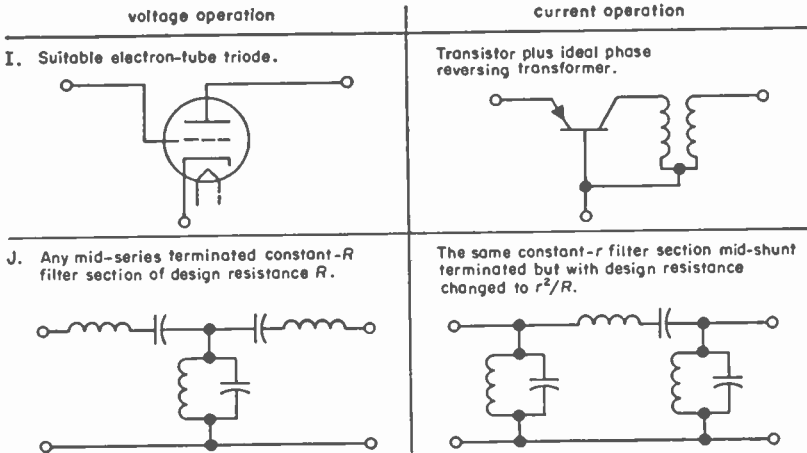 voltage operation
current operation
I. Suitable electron-tube triode.
Transistor plus ideal phase
reversing transformer.
J. Any mid-series terminated constant-R
filter section of design resistance R.
The same constant-r filter section mid-shunt
terminated but with design resistance
changed to r²/R.